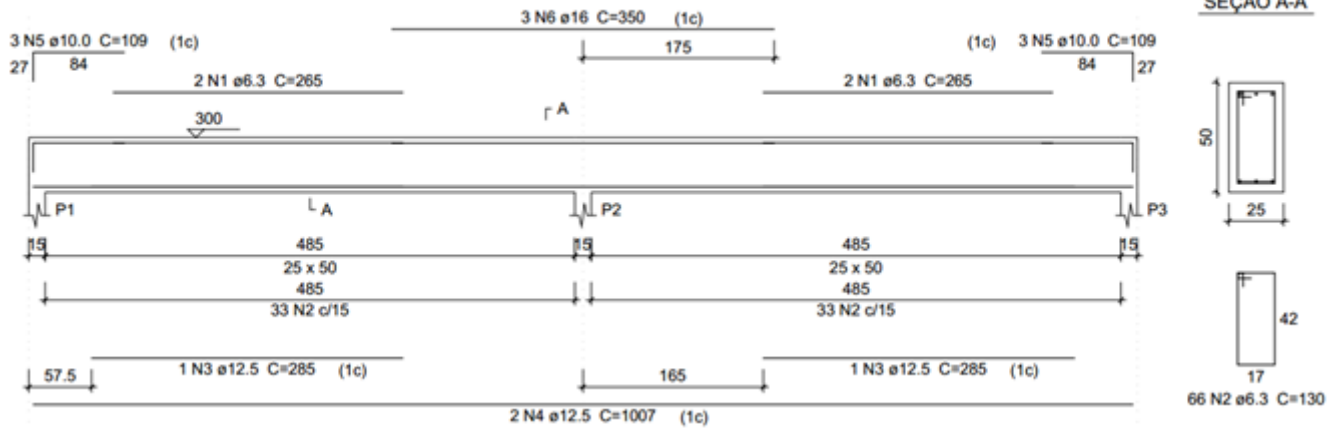 3 N6 ø16 C=350 (1c)
SEÇÃO A-A
3 N5 ø10.0 C=109 (1c)
175
(1c) 3 N5 ø10.0 C=109
27
84
84
27
2 N1 ø6.3 C=265
2 N1 ø6.3 C=265
A
300
50
P1
A
P2
P3
25
15
485
15
485
15
25 x 50
25 x 50
485
485
33 N2 c/15
33 N2 c/15
42
1 N3 ø12.5 C=285 (1c)
1 N3 ø12.5 C=285 (1c)
57.5
165
17
66 N2 ø6.3 C=130
2 N4 ø12.5 C=1007 (1c)